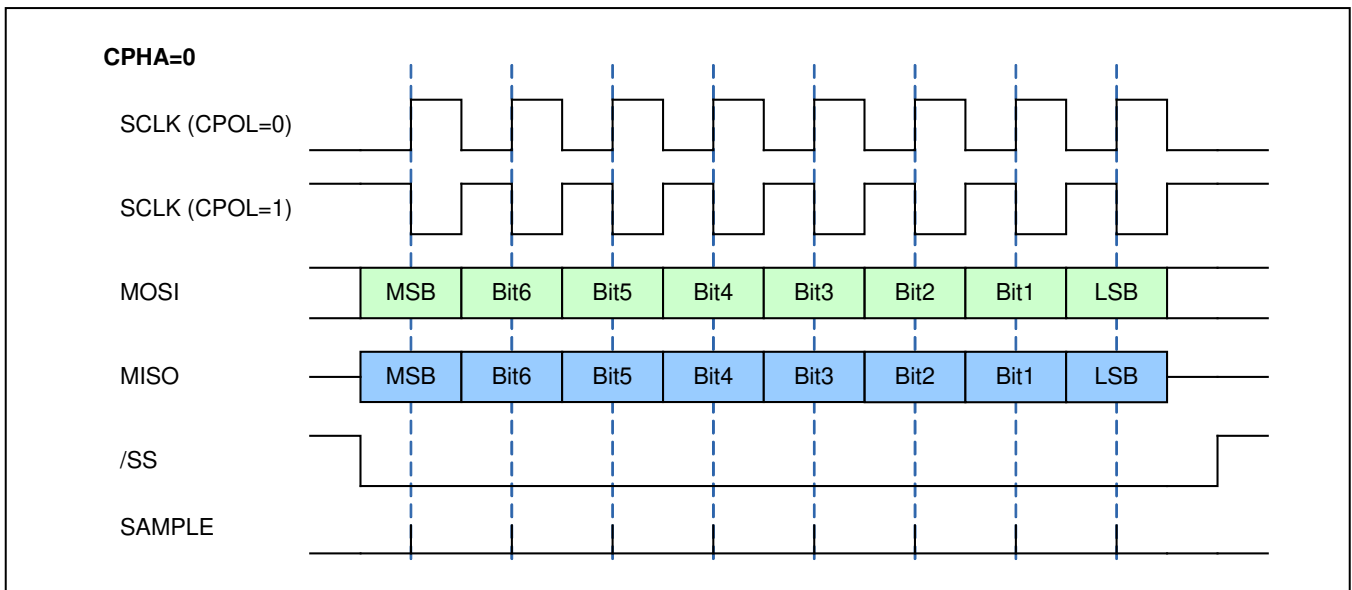 CPHA=0
SCLK (CPOL=0)
SCLK (CPOL=1)
MOSI MSB Bit6 Bit5 Bit4 Bit3 Bit2 Bit1 LSB
MISO MSB Bit6 Bit5 Bit4 Bit3 Bit2 Bit1 LSB
/SS
SAMPLE